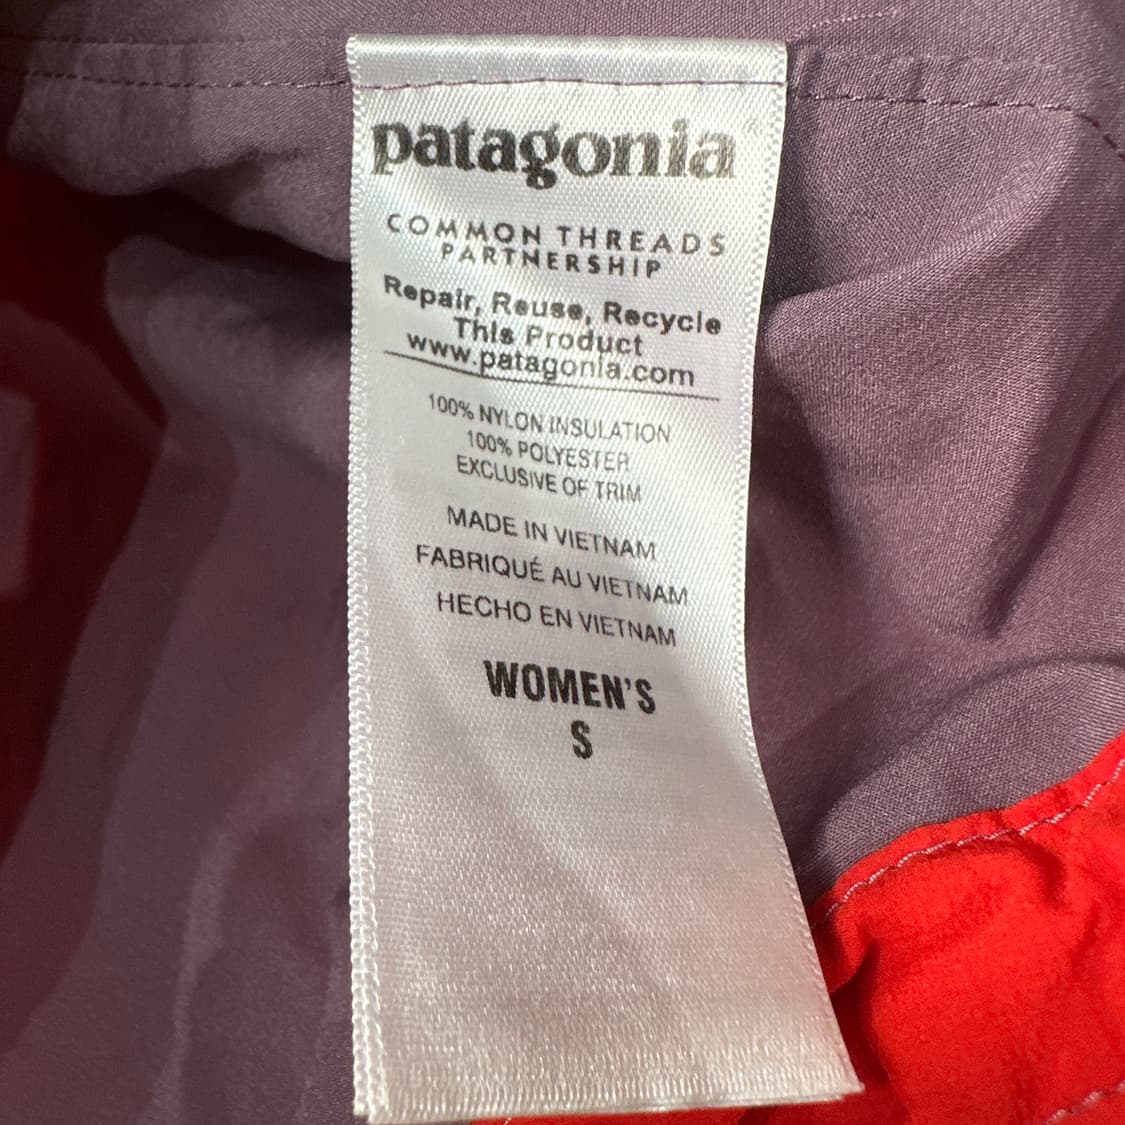 patagonia®
COMMON THREADS
PARTNERSHIP
Repair, Reuse, Recycle
This Product
www.patagonia.com
100% NYLON INSULATION
100% POLYESTER
EXCLUSIVE OF TRIM
MADE IN VIETNAM
FABRIQUÉ AU VIETNAM
HECHO EN VIETNAM
WOMEN'S
S